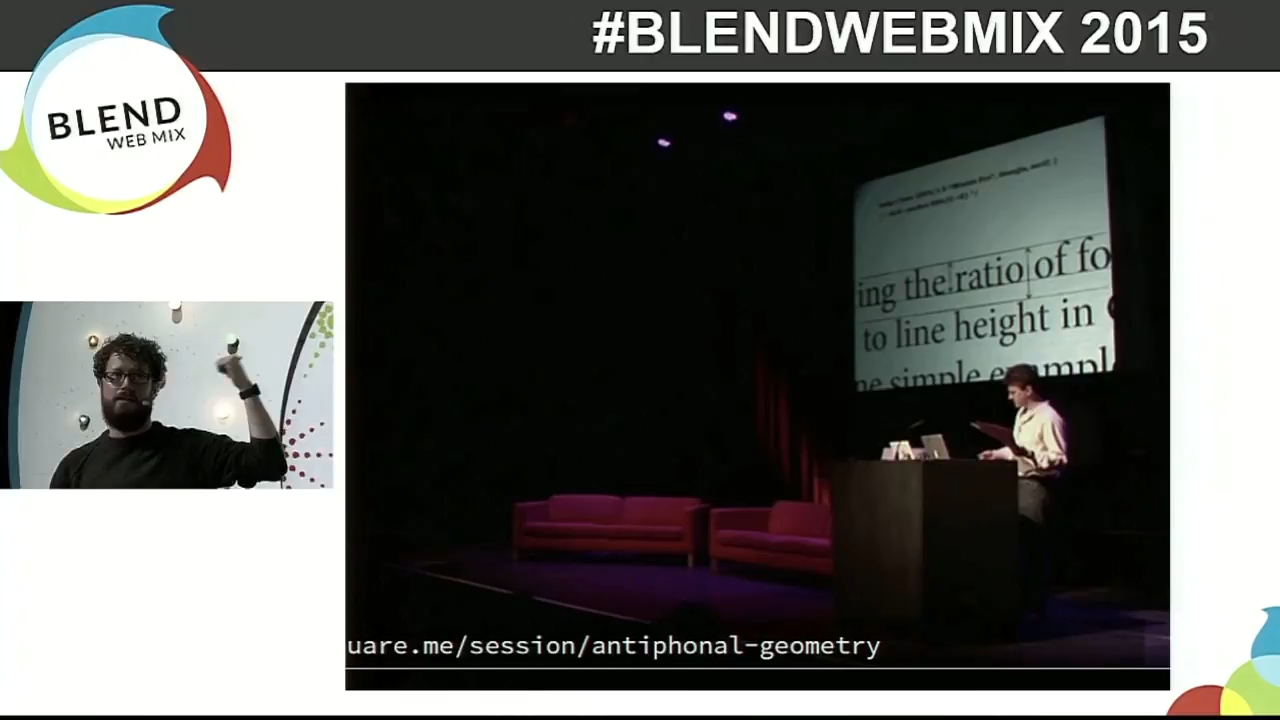 #BLENDWEBMIX 2015
BLEND
WEB MIX
ing the ratio of fo
to line height in
uare.me/session/antiphonal-geometry